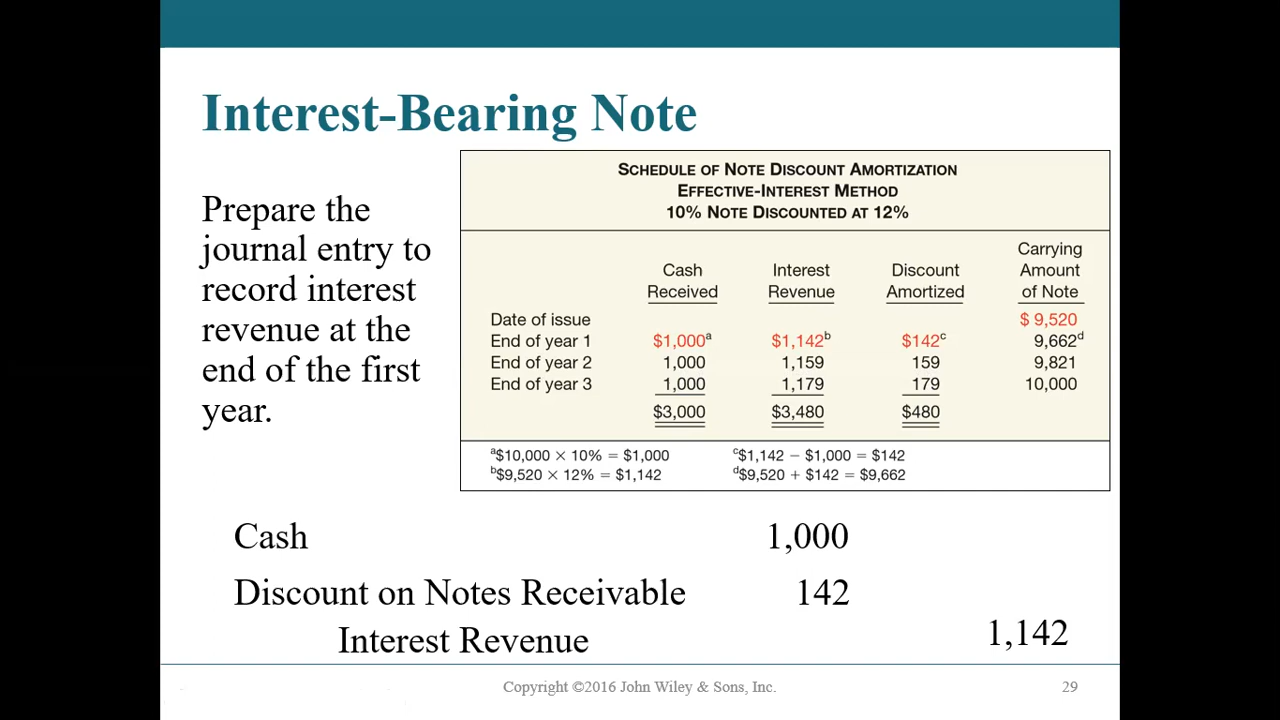 Interest-Bearing Note
Prepare the
journal entry to
record interest
revenue at the
end of the first
year.
SCHEDULE OF NOTE DISCOUNT AMORTIZATION
EFFECTIVE-INTEREST METHOD
10% NOTE DISCOUNTED AT 12%
Carrying
Cash Interest Discount Amount
Received Revenue Amortized of Note
Date of issue $ 9,520
End of year 1 $1,000a $1,142b $142c 9,662d
End of year 2 1,000 1,159 159 9,821
End of year 3 1,000 1,179 179 10,000
$3,000 $3,480 $480
a$10,000 × 10% = $1,000 c$1,142 − $1,000 = $142
b$9,520 × 12% = $1,142 d$9,520 + $142 = $9,662
Cash 1,000
Discount on Notes Receivable 142
Interest Revenue 1,142
Copyright ©2016 John Wiley & Sons, Inc. 29